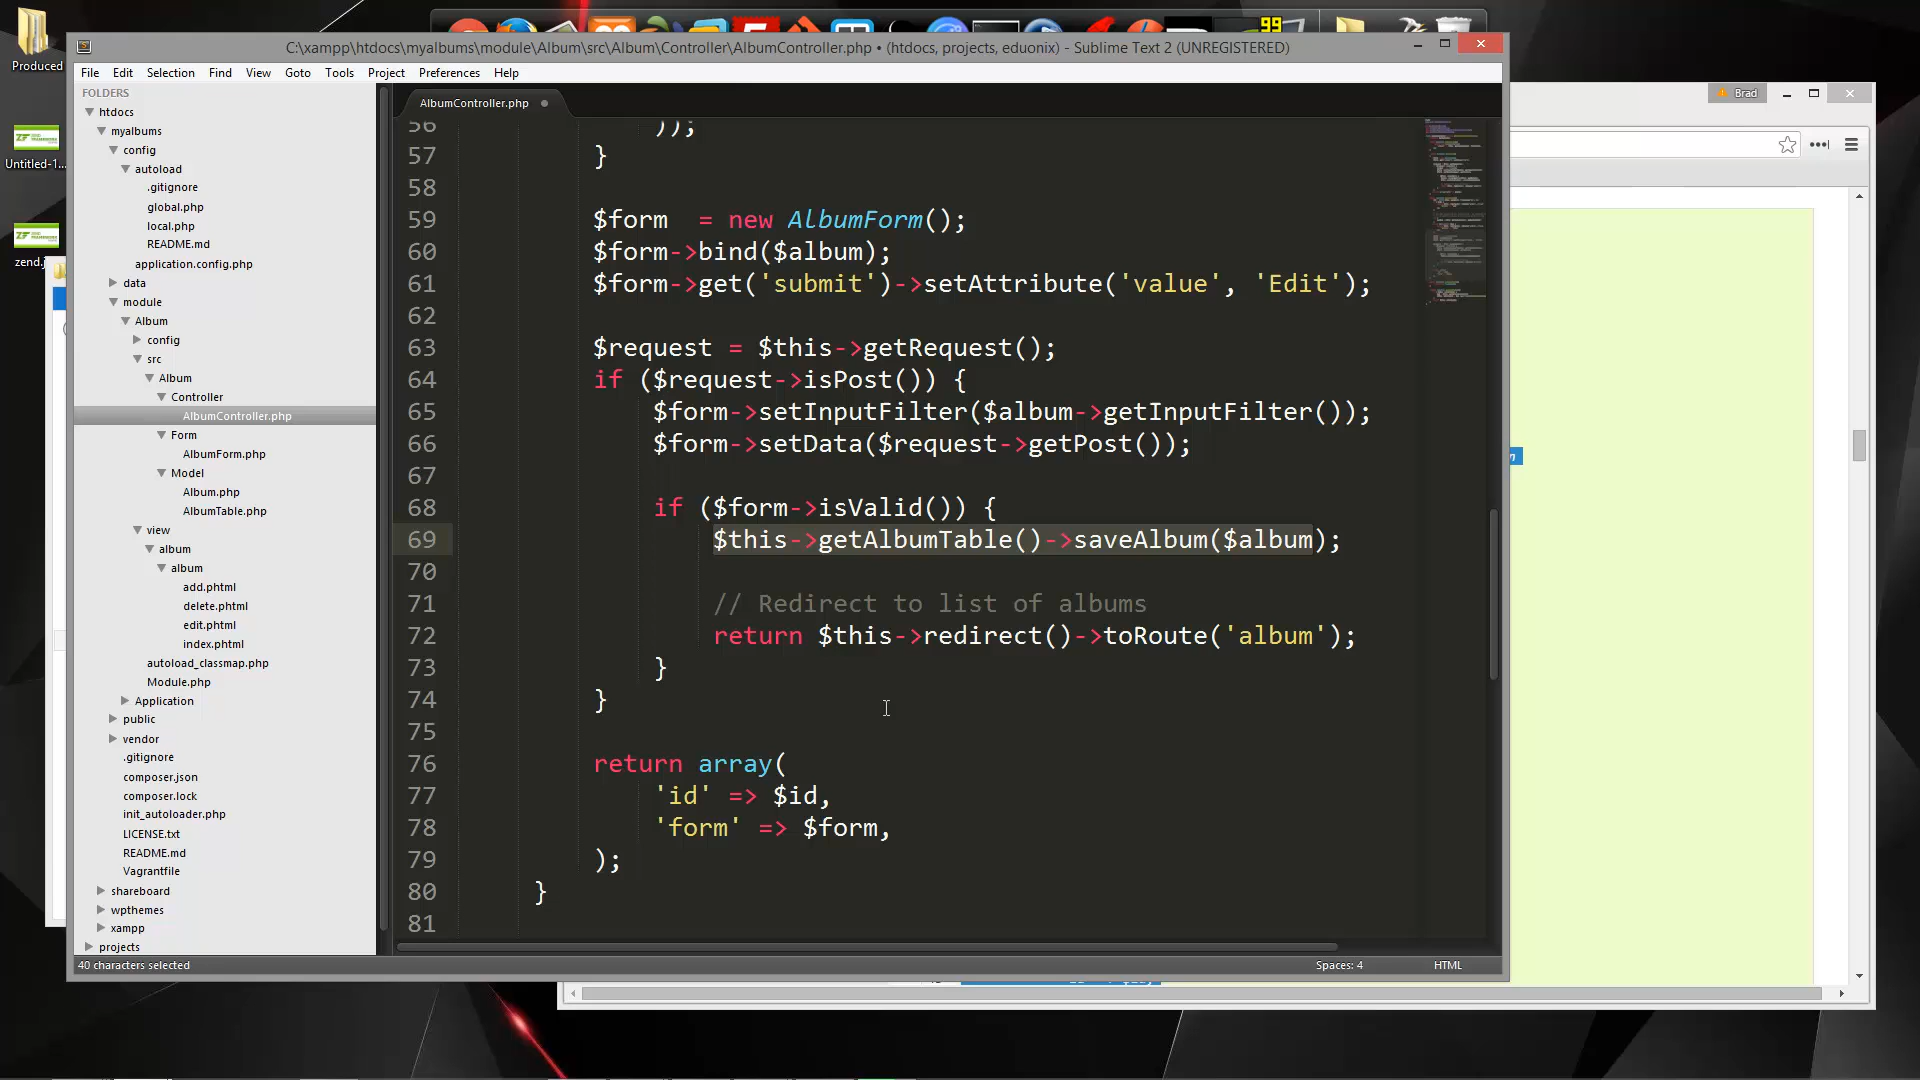 Produced
Untitled-1...
99
C:\xampp\htdocs\myalbums\module\Album\src\Album\Controller\AlbumController.php • (htdocs, projects, eduonix) - Sublime Text 2 (UNREGISTERED)
File Edit Selection Find View Goto Tools Project Preferences Help
Brad
FOLDERS
htdocs
myalbums
config
autoload
.gitignore
global.php
local.php
README.md
application.config.php
data
module
Album
config
src
Album
Controller
AlbumController.php
Form
AlbumForm.php
Model
Album.php
AlbumTable.php
view
album
album
add.phtml
delete.phtml
edit.phtml
index.phtml
autoload_classmap.php
Module.php
Application
public
vendor
.gitignore
composer.json
composer.lock
init_autoloader.php
LICENSE.txt
README.md
Vagrantfile
shareboard
wpthemes
xampp
projects
AlbumController.php
56 ));
57 }
58
59 $form  = new AlbumForm();
60 $form->bind($album);
61 $form->get('submit')->setAttribute('value', 'Edit');
62
63 $request = $this->getRequest();
64 if ($request->isPost()) {
65 $form->setInputFilter($album->getInputFilter());
66 $form->setData($request->getPost());
67
68 if ($form->isValid()) {
69 $this->getAlbumTable()->saveAlbum($album);
70
71 // Redirect to list of albums
72 return $this->redirect()->toRoute('album');
73 }
74 }
75
76 return array(
77 'id' => $id,
78 'form' => $form,
79 );
80 }
81
40 characters selected
Spaces: 4
HTML